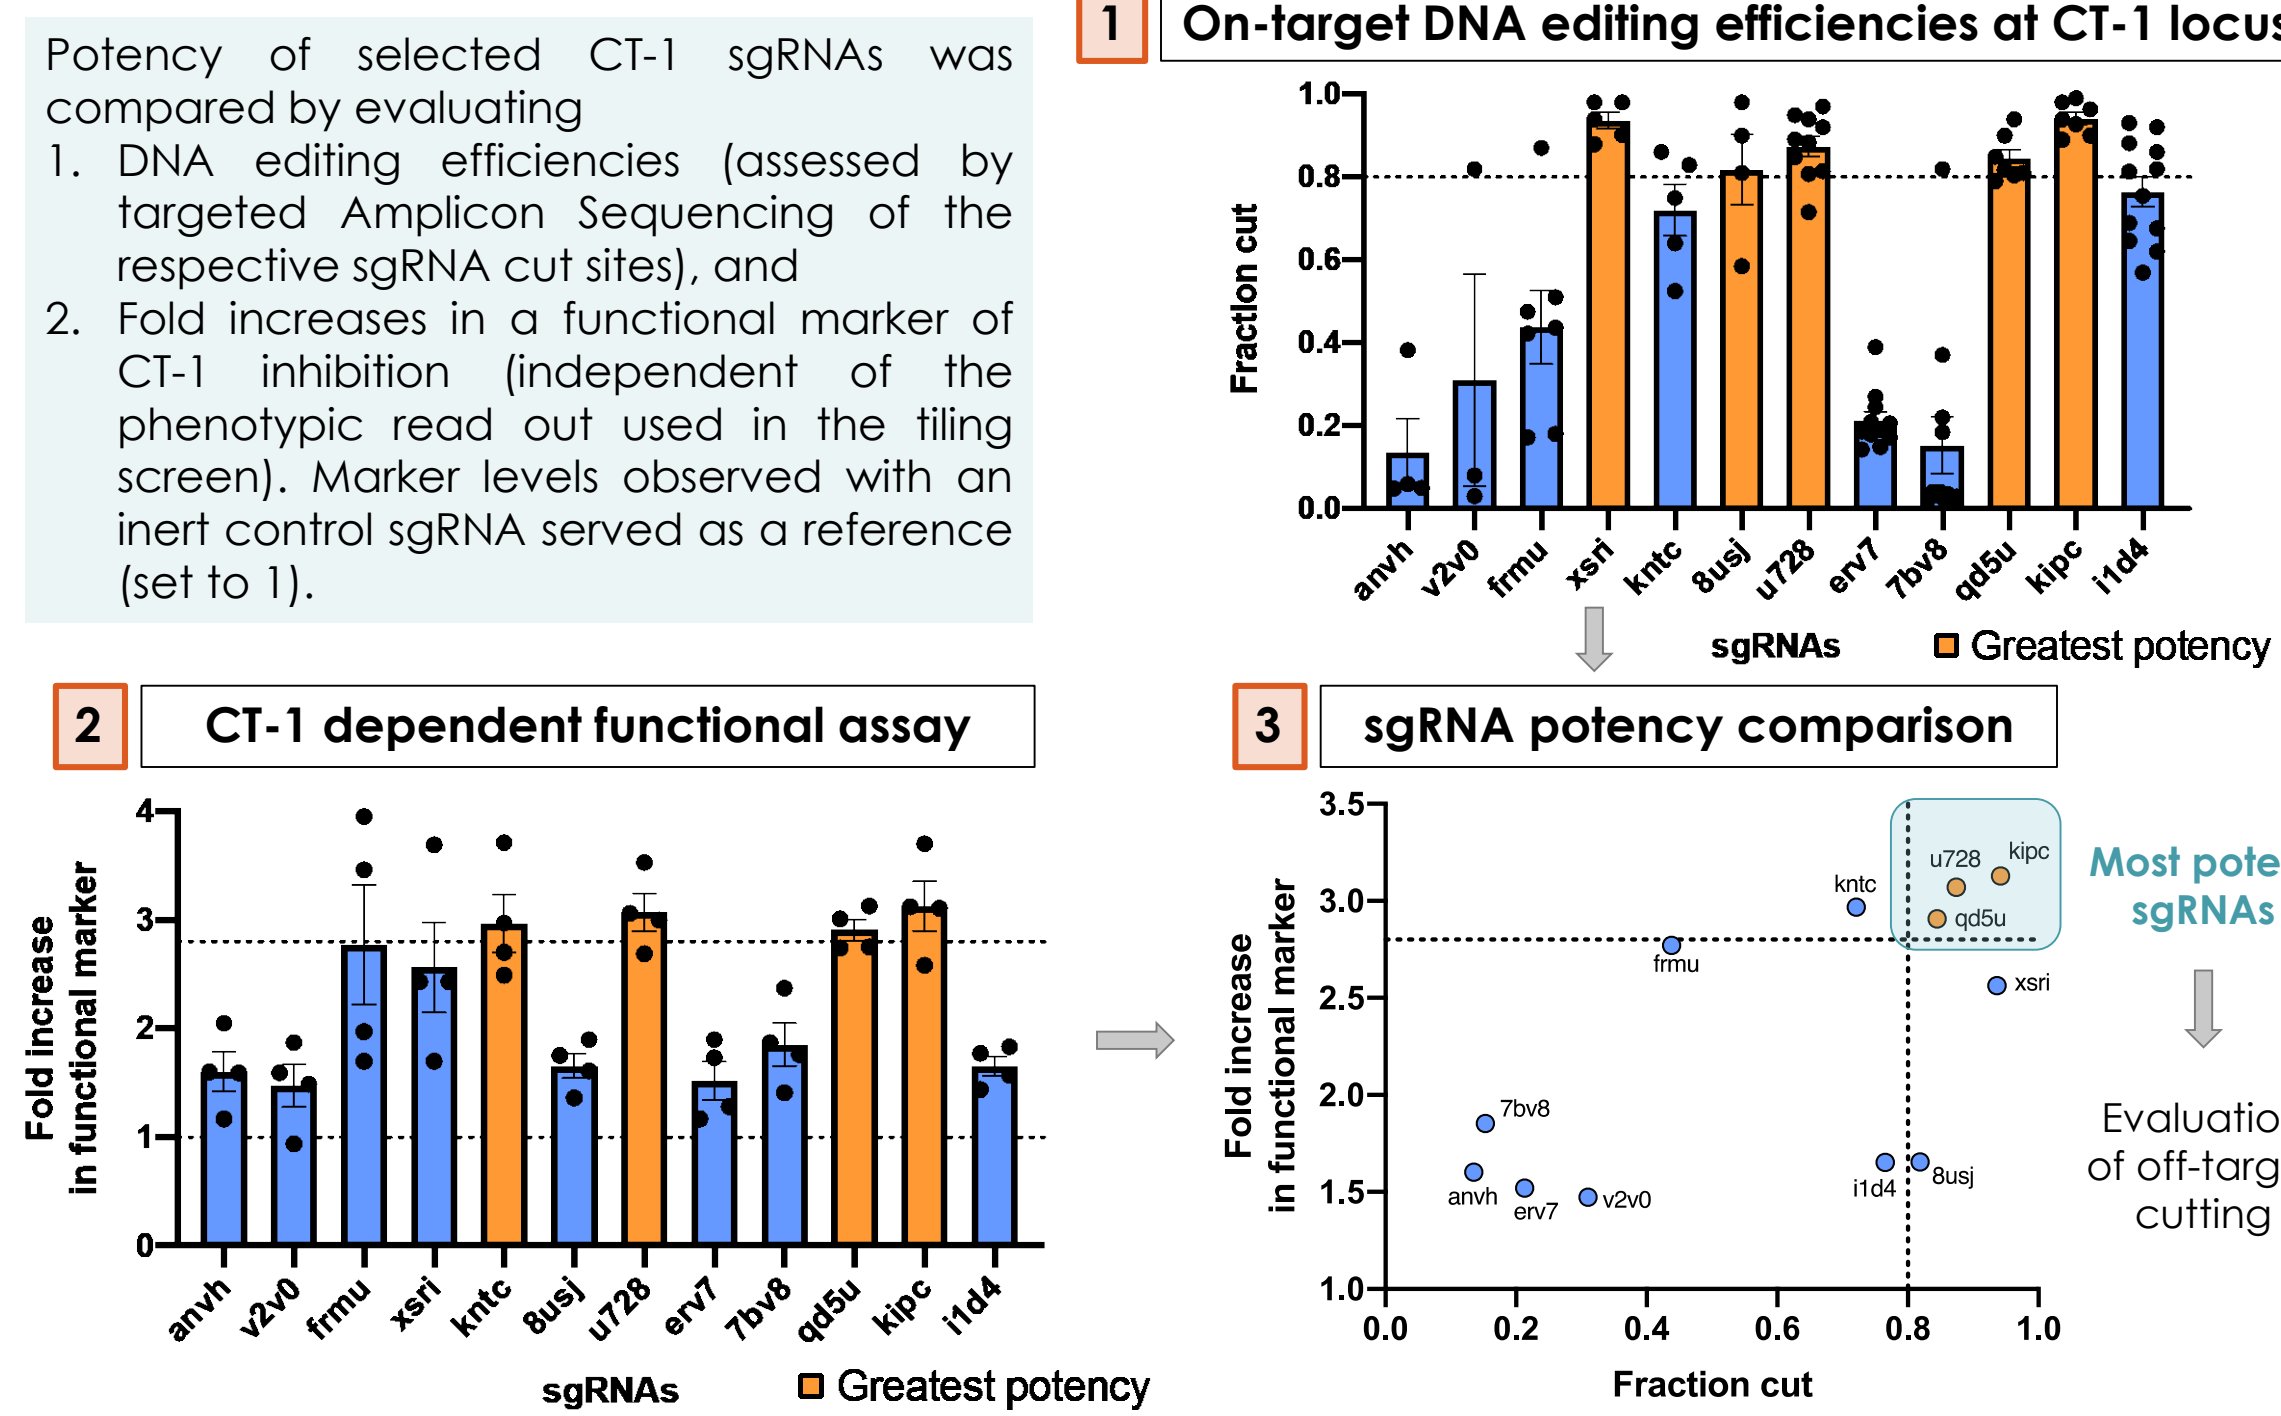 Potency of selected CT-1 sgRNAs was
compared by evaluating
1. DNA editing efficiencies (assessed by
targeted Amplicon Sequencing of the
respective sgRNA cut sites), and
2. Fold increases in a functional marker of
CT-1 inhibition (independent of the
phenotypic read out used in the tiling
screen). Marker levels observed with an
inert control sgRNA served as a reference
(set to 1).
1 On-target DNA editing efficiencies at CT-1 locus
Fraction cut
1.0
0.8
0.6
0.4
0.2
0.0
anvh v2v0 frmu xsri kntc 8usj u728 erv7 7bv8 qd5u kipc i1d4
sgRNAs
Greatest potency
2 CT-1 dependent functional assay
Fold increase
in functional marker
4
3
2
1
0
anvh v2v0 frmu xsri kntc 8usj u728 erv7 7bv8 qd5u kipc i1d4
sgRNAs
Greatest potency
3 sgRNA potency comparison
Fold increase
in functional marker
3.5
3.0
2.5
2.0
1.5
1.0
u728 kipc
kntc
qd5u
frmu
xsri
7bv8
anvh
erv7
v2v0
i1d4
8usj
0.0 0.2 0.4 0.6 0.8 1.0
Fraction cut
Most pote
sgRNAs
Evaluatio
of off-targ
cutting